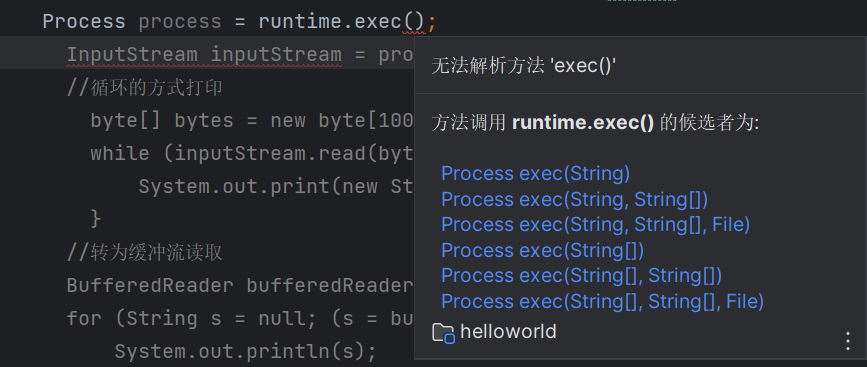 Process process = runtime.exec();
InputStream inputStream = pro
//循环的方式打印
byte[] bytes = new byte[100
while (inputStream.read(byt
System.out.print(new St
}
//转为缓冲流读取
BufferedReader bufferedReader
for (String s = null; (s = bu
System.out.println(s);
无法解析方法 'exec()'
方法调用 runtime.exec() 的候选者为:
Process exec(String)
Process exec(String, String[])
Process exec(String, String[], File)
Process exec(String[])
Process exec(String[], String[])
Process exec(String[], String[], File)
helloworld